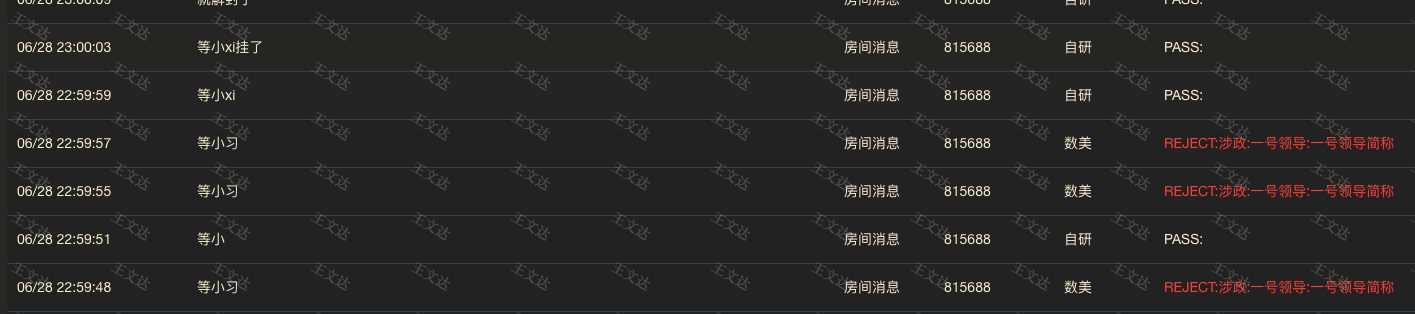 06/28 23:00:09 就解封了 房间消息 815688 自研 PASS:
06/28 23:00:03 等小xi挂了 房间消息 815688 自研 PASS:
06/28 22:59:59 等小xi 房间消息 815688 自研 PASS:
06/28 22:59:57 等小习 房间消息 815688 数美 REJECT:涉政:一号领导:一号领导简称
06/28 22:59:55 等小习 房间消息 815688 数美 REJECT:涉政:一号领导:一号领导简称
06/28 22:59:51 等小 房间消息 815688 自研 PASS:
06/28 22:59:48 等小习 房间消息 815688 数美 REJECT:涉政:一号领导:一号领导简称
王文达